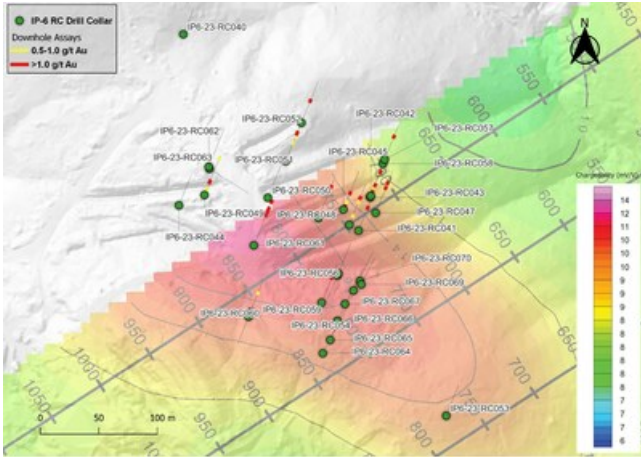 IP-6 RC Drill Collar
Downhole Assays
0.5-1.0 g/t Au
>1.0 g/t Au
IP6-23-RC040
N
450
500
550
600
IP6-23-RC052
IP6-23-RC042
IP6-23-RC062
IP6-23-RC057
650
IP6-23-RC063
IP6-23-RC051
IP6-23-RC045
IP6-23-RC058
IP6-23-RC050
IP6-23-RC043
IP6-23-RC049
IP6-23-RC048
IP6-23-RC047
IP6-23-RC044
IP6-23-RC041
IP6-23-RC061
IP6-23-RC070
IP6-23-RC056
IP6-23-RC069
900
IP6-23-RC059
IP6-23-RC067
IP6-23-RC060
IP6-23-RC066
IP6-23-RC054
950
850
IP6-23-RC065
IP6-23-RC064
650
1000
700
900
750
1050
IP6-23-RC053
950
850
800
0
50
100 m
Chargeability (mV/V)
14
12
11
10
10
10
9
9
9
8
8
8
8
7
7
6